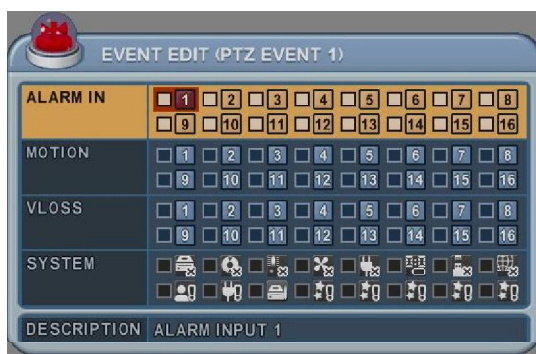 EVENT EDIT (PTZ EVENT 1)
ALARM IN 1 2 3 4 5 6 7 8
9 10 11 12 13 14 15 16
MOTION 1 2 3 4 5 6 7 8
9 10 11 12 13 14 15 16
VLOSS 1 2 3 4 5 6 7 8
9 10 11 12 13 14 15 16
SYSTEM
DESCRIPTION ALARM INPUT 1